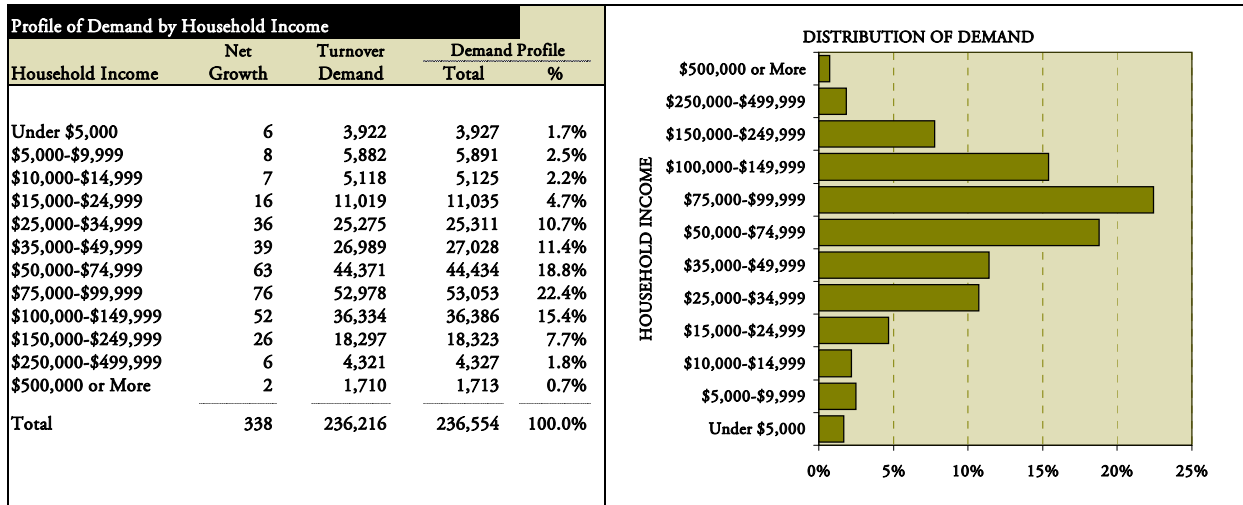 Profile of Demand by Household Income
Net Turnover Demand Profile
Household Income Growth Demand Total %
Under $5,000 6 3,922 3,927 1.7%
$5,000-$9,999 8 5,882 5,891 2.5%
$10,000-$14,999 7 5,118 5,125 2.2%
$15,000-$24,999 16 11,019 11,035 4.7%
$25,000-$34,999 36 25,275 25,311 10.7%
$35,000-$49,999 39 26,989 27,028 11.4%
$50,000-$74,999 63 44,371 44,434 18.8%
$75,000-$99,999 76 52,978 53,053 22.4%
$100,000-$149,999 52 36,334 36,386 15.4%
$150,000-$249,999 26 18,297 18,323 7.7%
$250,000-$499,999 6 4,321 4,327 1.8%
$500,000 or More 2 1,710 1,713 0.7%
Total 338 236,216 236,554 100.0%
DISTRIBUTION OF DEMAND
HOUSEHOLD INCOME
$500,000 or More
$250,000-$499,999
$150,000-$249,999
$100,000-$149,999
$75,000-$99,999
$50,000-$74,999
$35,000-$49,999
$25,000-$34,999
$15,000-$24,999
$10,000-$14,999
$5,000-$9,999
Under $5,000
0% 5% 10% 15% 20% 25%